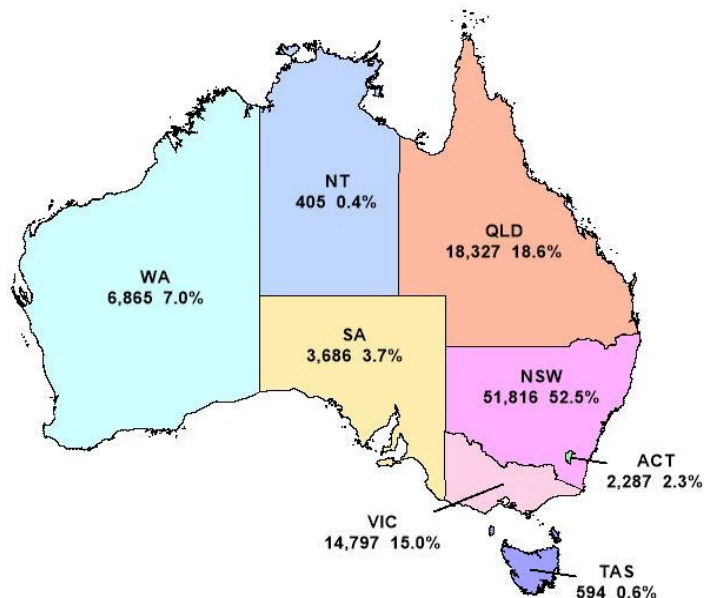 NT
405 0.4%
QLD
18,327 18.6%
WA
6,865 7.0%
SA
3,686 3.7%
NSW
51,816 52.5%
ACT
2,287 2.3%
VIC
14,797 15.0%
TAS
594 0.6%